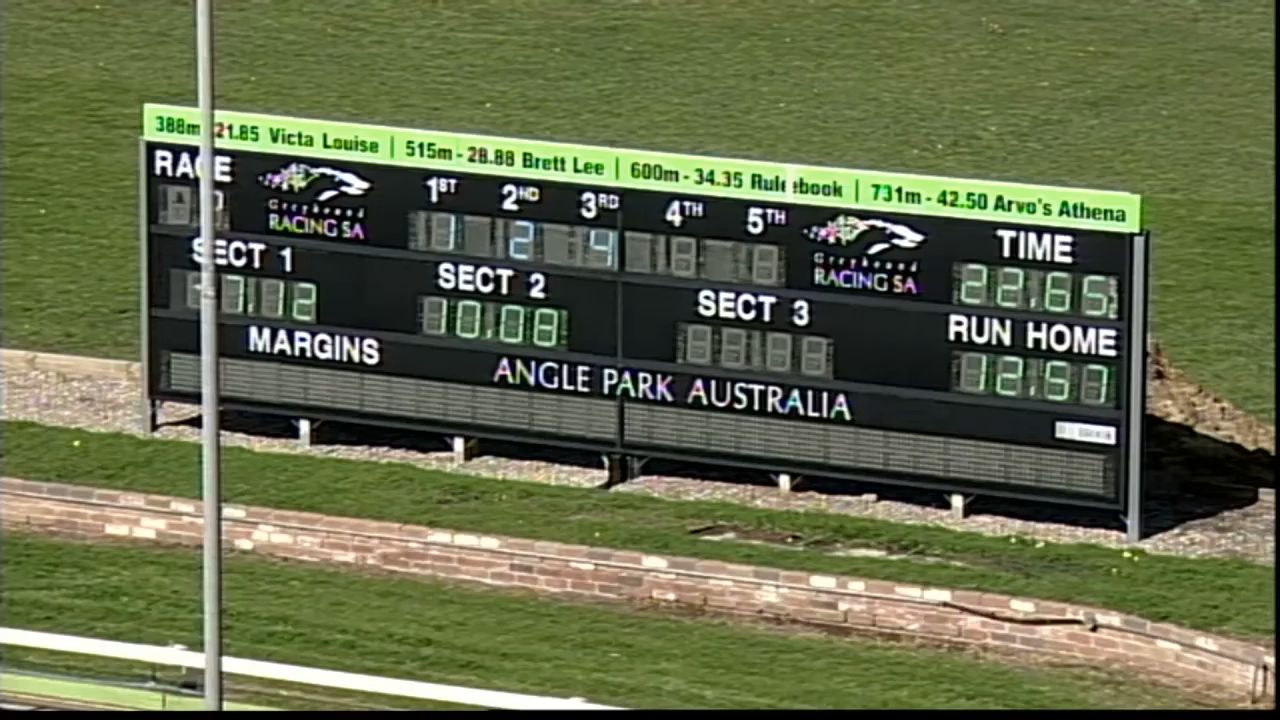 388m - 21.85 Victa Louise | 515m - 28.88 Brett Lee | 600m - 34.35 Rulebook | 731m - 42.50 Arvo's Athena
RACE
Greyhound
RACING SA
1ST 2ND 3RD 4TH 5TH
1 2 4
Greyhound
RACING SA
TIME
22.65
SECT 1
7.12
SECT 2
10.08
SECT 3
RUN HOME
12.57
MARGINS
ANGLE PARK AUSTRALIA